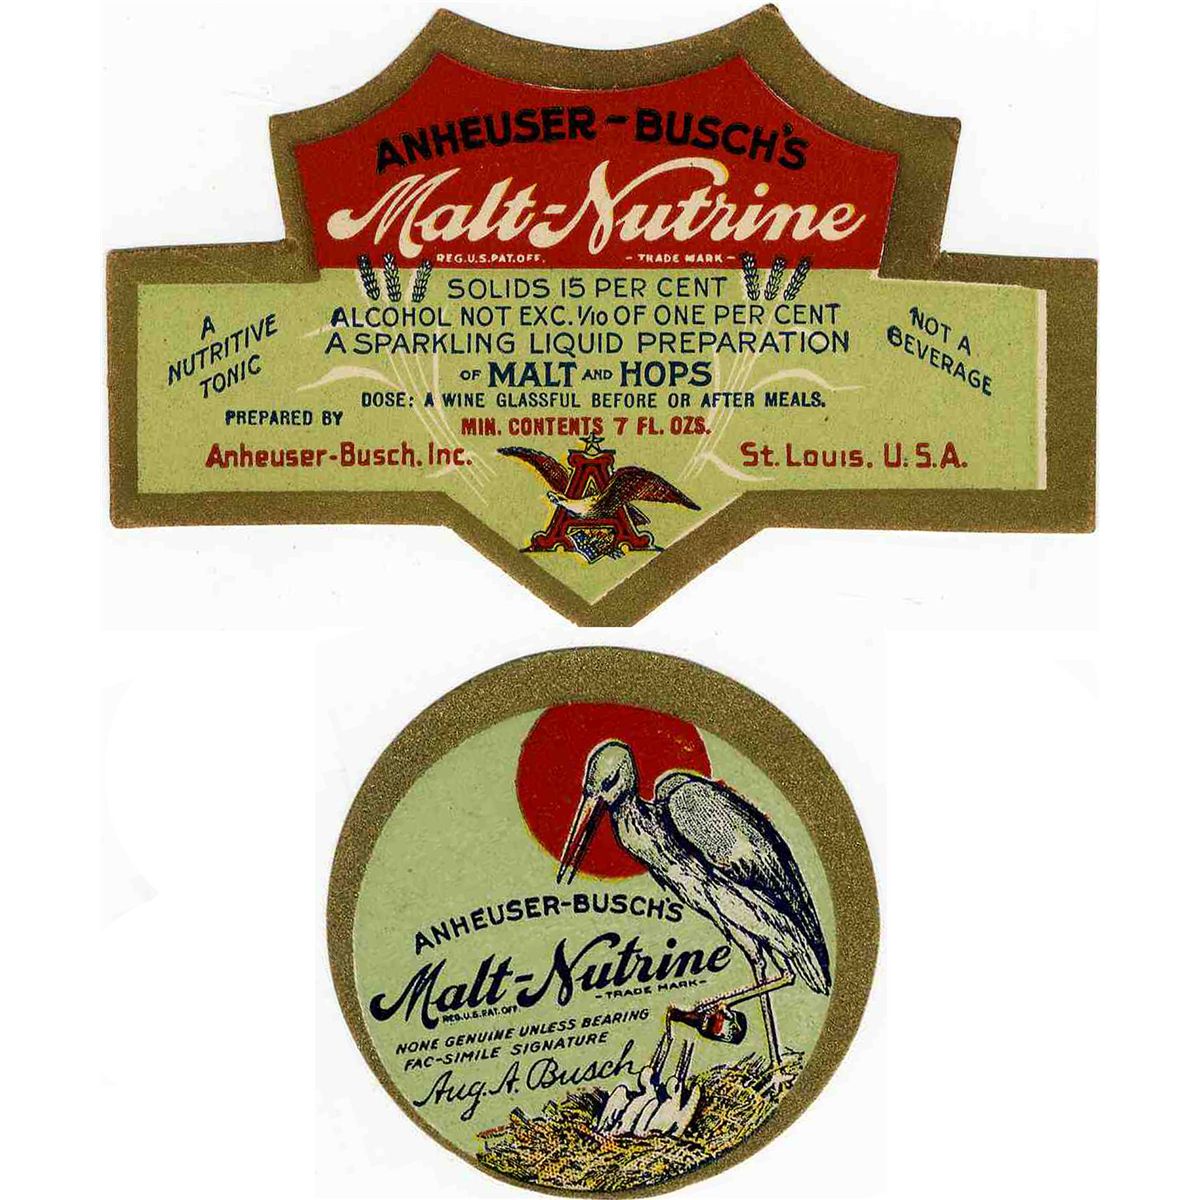 ANHEUSER-BUSCH'S
Malt-Nutrine
REG.U.S.PAT.OFF. -TRADE MARK-
SOLIDS 15 PER CENT
ALCOHOL NOT EXC. 1/10 OF ONE PER CENT
A SPARKLING LIQUID PREPARATION
OF MALT AND HOPS
DOSE: A WINE GLASSFUL BEFORE OR AFTER MEALS.
MIN. CONTENTS 7 FL. OZS.
A
NUTRITIVE
TONIC
NOT A
BEVERAGE
PREPARED BY
Anheuser-Busch, Inc.
St. Louis, U.S.A.
A
ANHEUSER-BUSCH'S
Malt-Nutrine
REG.U.S.PAT.OFF. -TRADE MARK-
NONE GENUINE UNLESS BEARING
FAC-SIMILE SIGNATURE
Aug. A. Busch